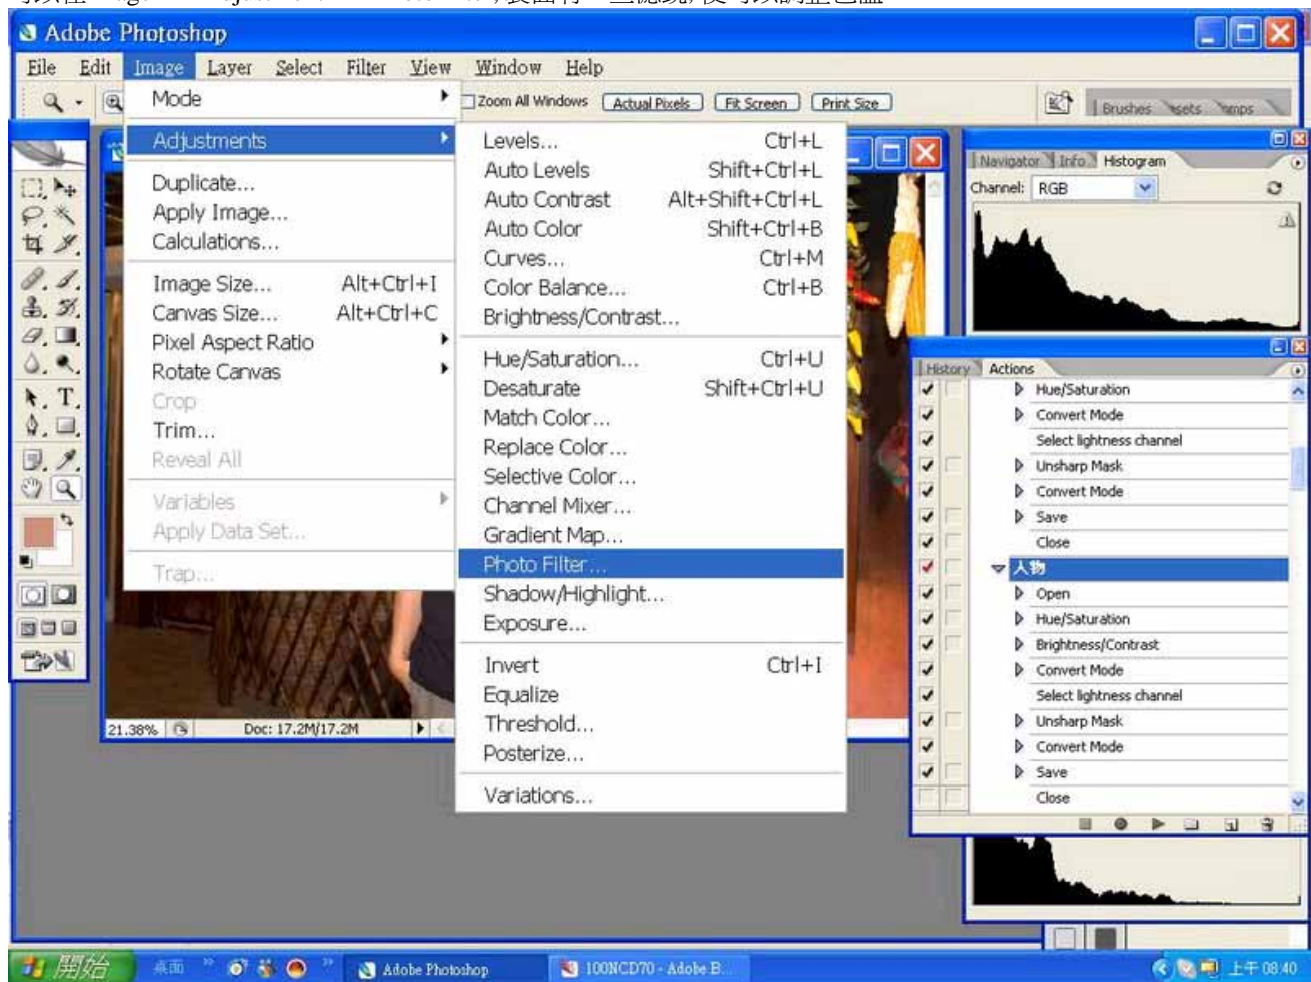 Adobe Photoshop
File Edit Image Layer Select Filter View Window Help
Zoom All Windows Actual Pixels Fit Screen Print Size
Brushes
Mode
Adjustments
Duplicate...
Apply Image...
Calculations...
Image Size... Alt+Ctrl+I
Canvas Size... Alt+Ctrl+C
Pixel Aspect Ratio
Rotate Canvas
Crop
Trim...
Reveal All
Variables
Apply Data Set...
Trap...
Levels... Ctrl+L
Auto Levels Shift+Ctrl+L
Auto Contrast Alt+Shift+Ctrl+L
Auto Color Shift+Ctrl+B
Curves... Ctrl+M
Color Balance... Ctrl+B
Brightness/Contrast...
Hue/Saturation... Ctrl+U
Desaturate Shift+Ctrl+U
Match Color...
Replace Color...
Selective Color...
Channel Mixer...
Gradient Map...
Photo Filter...
Shadow/Highlight...
Exposure...
Invert Ctrl+I
Equalize
Threshold...
Posterize...
Variations...
Navigator Info Histogram
Channel: RGB
History Actions
Hue/Saturation
Convert Mode
Select lightness channel
Unsharp Mask
Convert Mode
Save
Close
人物
Open
Hue/Saturation
Brightness/Contrast
Convert Mode
Select lightness channel
Unsharp Mask
Convert Mode
Save
Close
21.38% Doc: 17.2M/17.2M
開始 桌面 Adobe Photoshop 100NCD70 - Adobe B... 上午 08:40